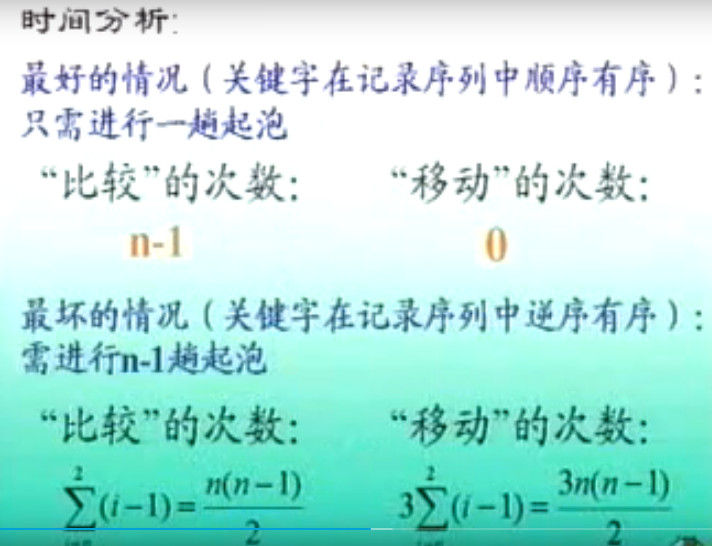 时间分析:
最好的情况（关键字在记录序列中顺序有序）:
只需进行一趟起泡
“比较”的次数: “移动”的次数:
n-1 0
最坏的情况（关键字在记录序列中逆序有序）:
需进行n-1趟起泡
“比较”的次数: “移动”的次数:
2 2
∑(i-1)=n(n-1)/2 3∑(i-1)=3n(n-1)/2